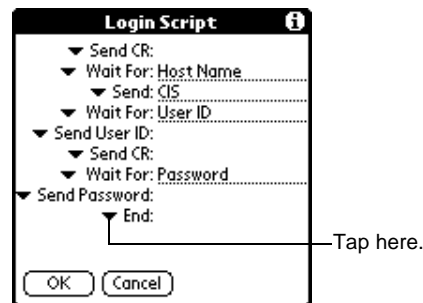 Login Script i
Send CR:
Wait For: Host Name
Send: CIS
Wait For: User ID
Send User ID:
Send CR:
Wait For: Password
Send Password:
End:
Tap here.
OK Cancel